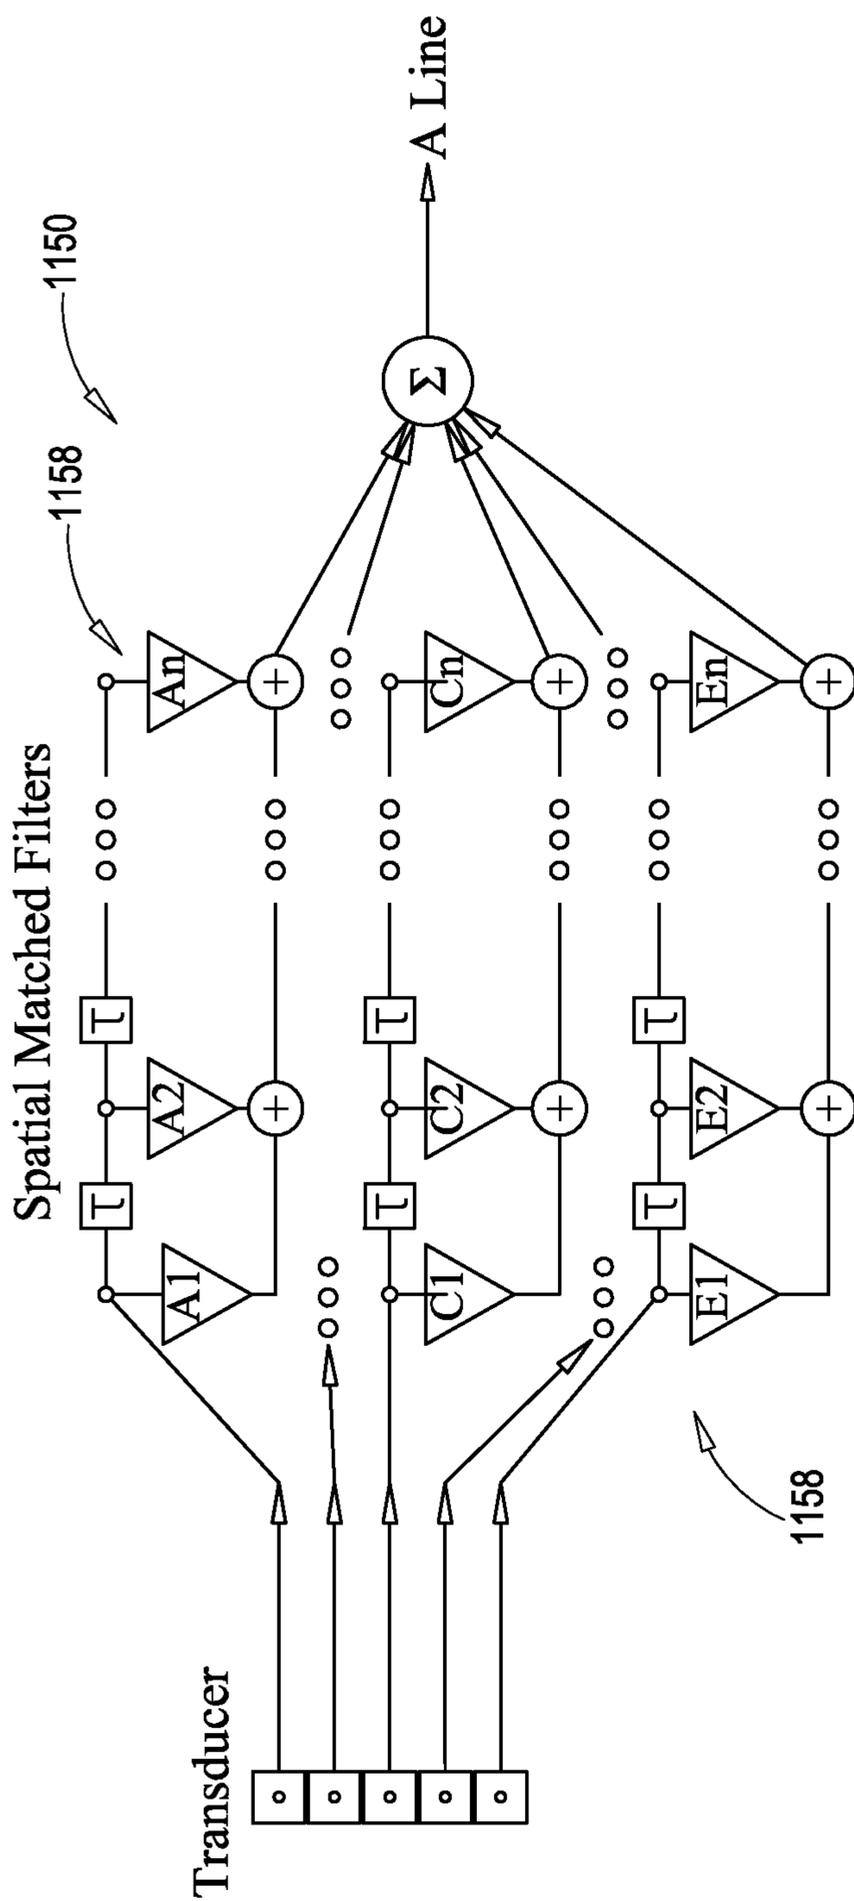 Spatial Matched Filters
1158
1150
Transducer
τ
τ
A1
A2
An
+
+
τ
τ
C1
C2
Cn
+
+
Σ
A Line
τ
τ
E1
E2
En
+
+
1158